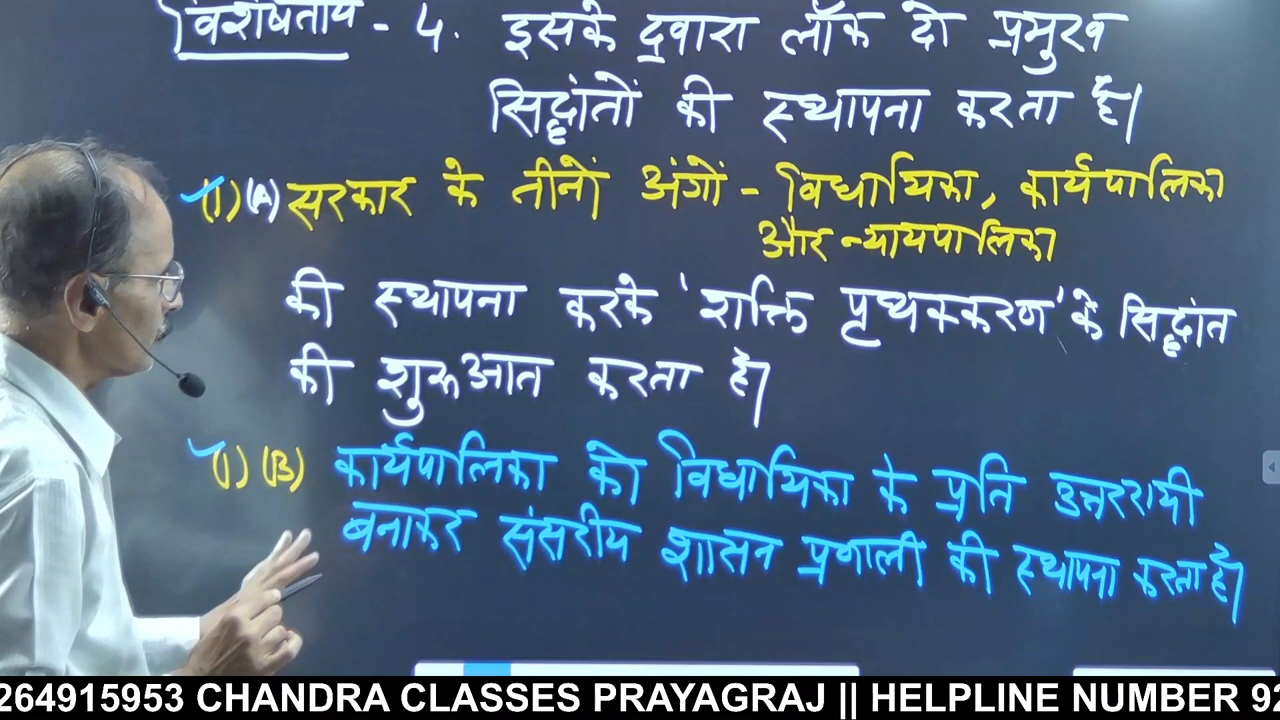 विशेषतायें - 4. इसके द्वारा लॉक दो प्रमुख
सिद्धांतों की स्थापना करता है।
(1) (A) सरकार के तीनों अंगों - विधायिका, कार्यपालिका
और न्यायपालिका
की स्थापना करके 'शक्ति पृथक्करण' के सिद्धांत
की शुरूआत करता है।
(1) (B) कार्यपालिका को विधायिका के प्रति उत्तरदायी
बनाकर संसदीय शासन प्रणाली की स्थापना करता है।
264915953 CHANDRA CLASSES PRAYAGRAJ || HELPLINE NUMBER 92